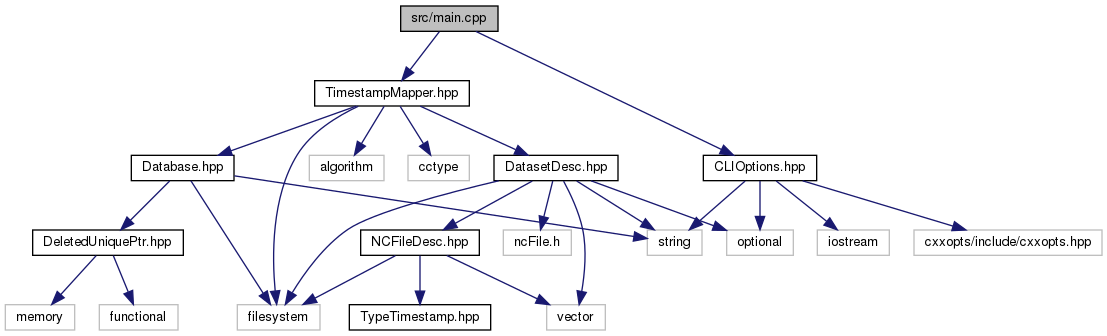 src/main.cpp
TimestampMapper.hpp
Database.hpp
algorithm
cctype
DatasetDesc.hpp
CLIOptions.hpp
DeletedUniquePtr.hpp
NCFileDesc.hpp
ncFile.h
string
optional
iostream
cxxopts/include/cxxopts.hpp
memory
functional
filesystem
TypeTimestamp.hpp
vector